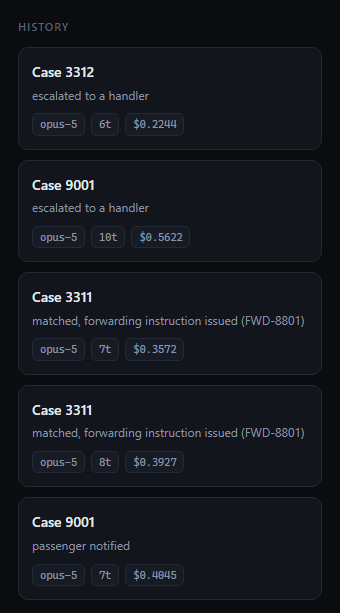 HISTORY
Case 3312
escalated to a handler
opus-5 6t $0.2244
Case 9001
escalated to a handler
opus-5 10t $0.5622
Case 3311
matched, forwarding instruction issued (FWD-8801)
opus-5 7t $0.3572
Case 3311
matched, forwarding instruction issued (FWD-8801)
opus-5 8t $0.3927
Case 9001
passenger notified
opus-5 7t $0.4045